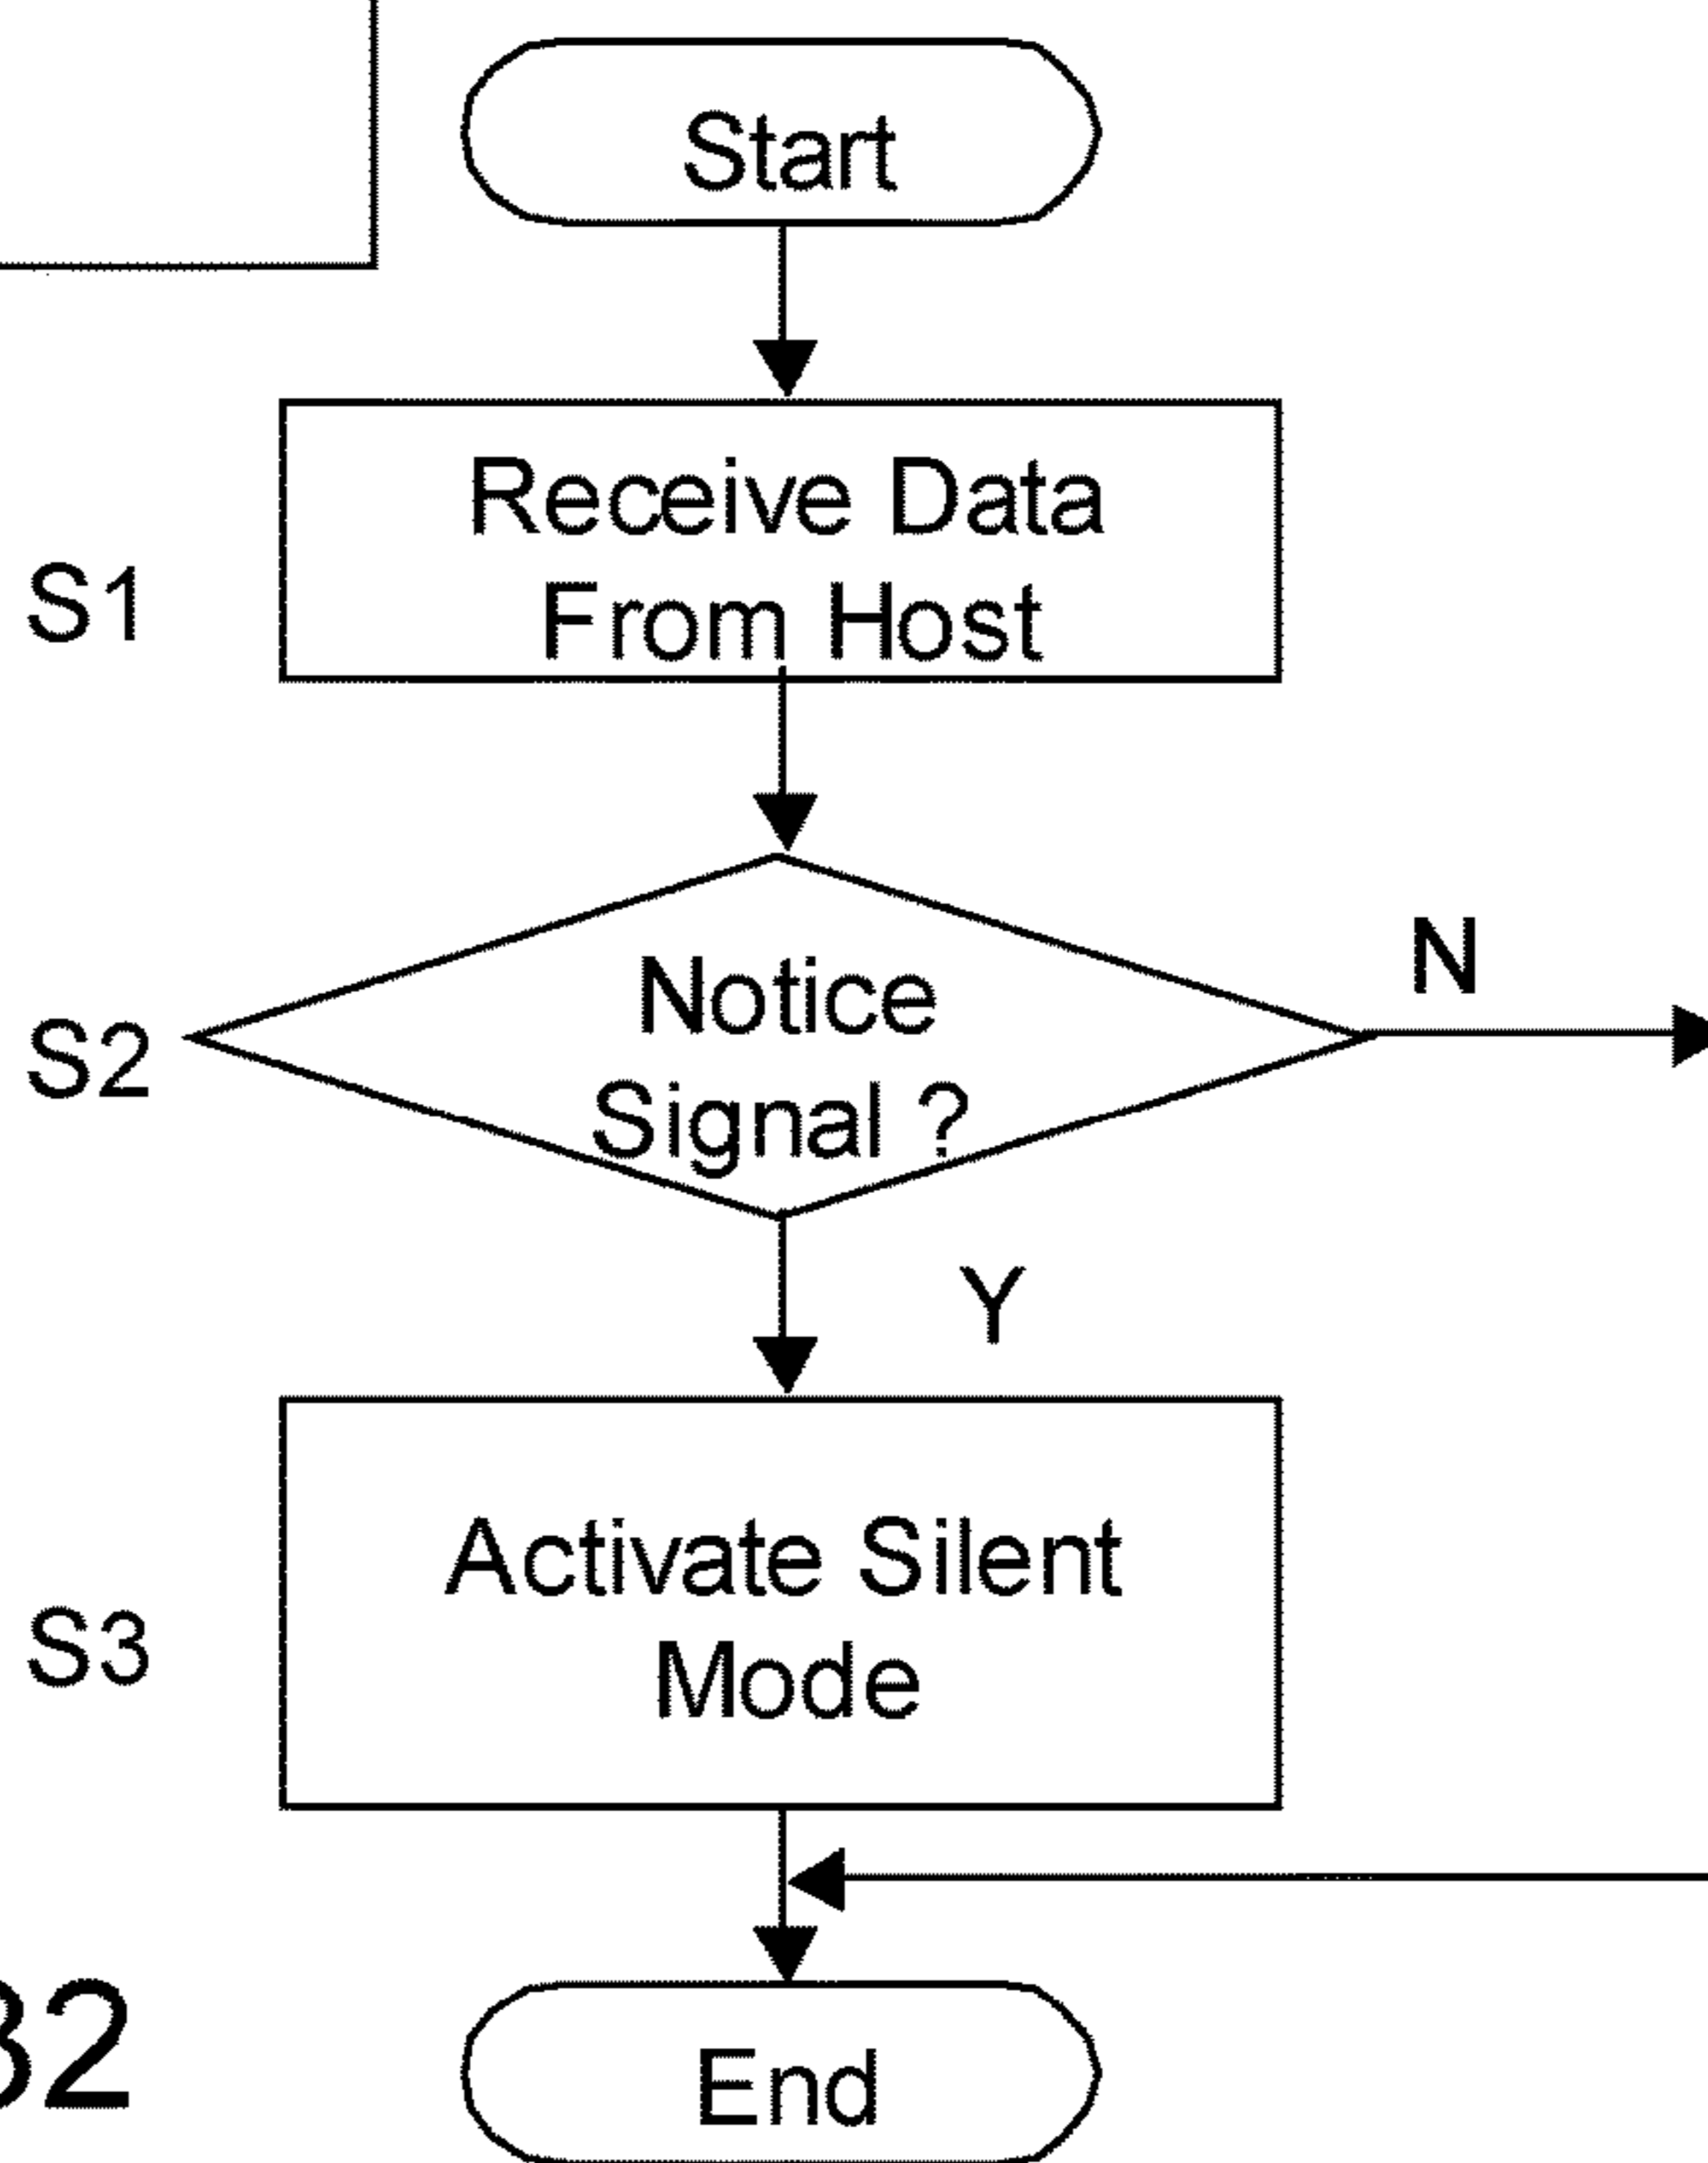 Start
Receive Data
From Host
S1
Notice
Signal ?
N
S2
Y
Activate Silent
Mode
S3
End